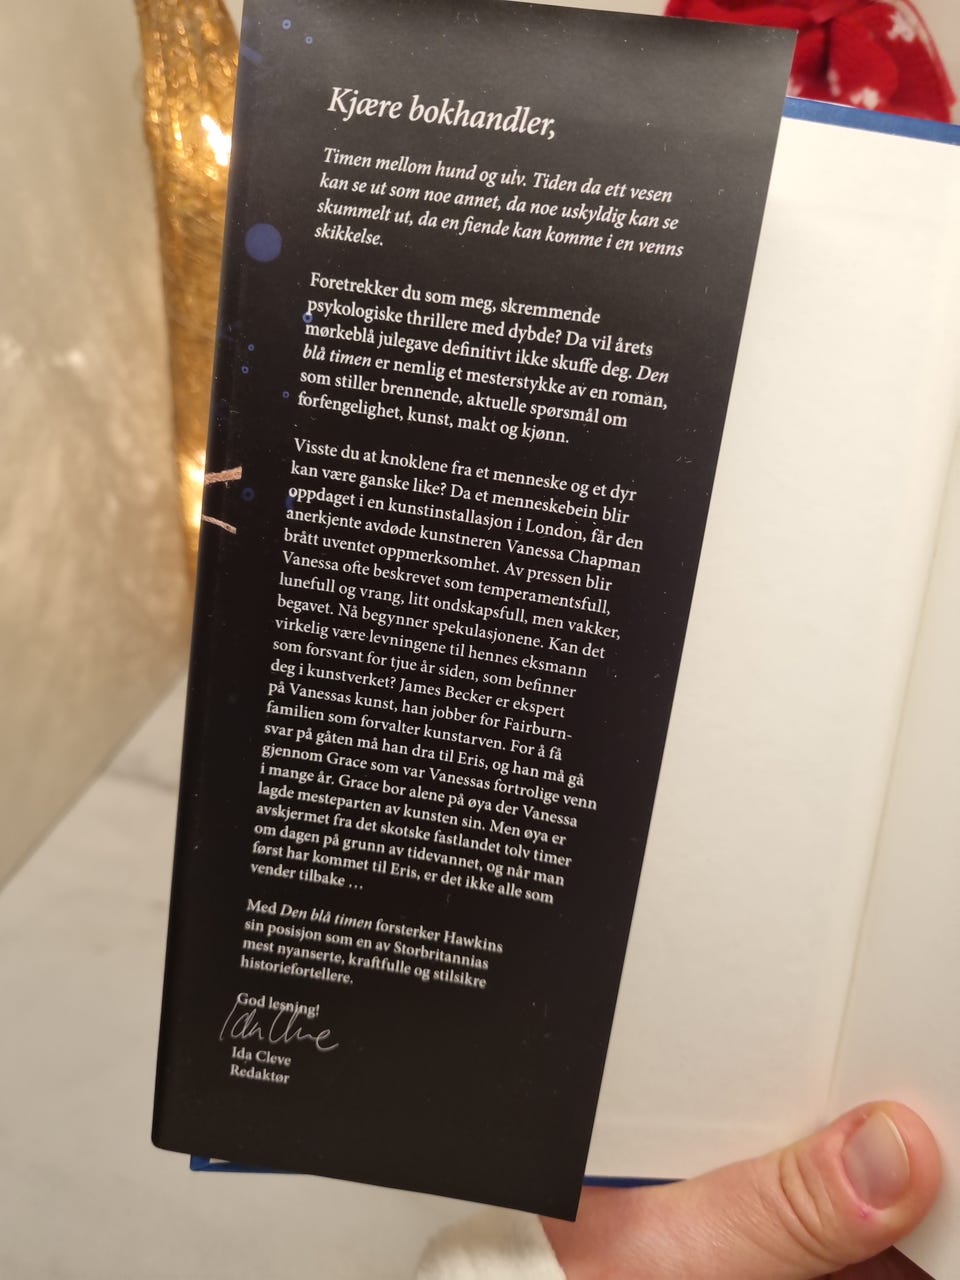 Kjære bokhandler,
Timen mellom hund og ulv. Tiden da ett vesen
kan se ut som noe annet, da noe uskyldig kan se
skummelt ut, da en fiende kan komme i en venns
skikkelse.
Foretrekker du som meg, skremmende
psykologiske thrillere med dybde? Da vil årets
mørkeblå julegave definitivt ikke skuffe deg. Den
blå timen er nemlig et mesterstykke av en roman,
som stiller brennende, aktuelle spørsmål om
forfengelighet, kunst, makt og kjønn.
Visste du at knoklene fra et menneske og et dyr
kan være ganske like? Da et menneskebein blir
oppdaget i en kunstinstallasjon i London, får den
anerkjente avdøde kunstneren Vanessa Chapman
brått uventet oppmerksomhet. Av pressen blir
Vanessa ofte beskrevet som temperamentsfull,
lunefull og vrang, litt ondskapsfull, men vakker,
begavet. Nå begynner spekulasjonene. Kan det
virkelig være levningene til hennes eksmann
som forsvant for tjue år siden, som befinner
deg i kunstverket? James Becker er ekspert
på Vanessas kunst, han jobber for Fairburn-
familien som forvalter kunstarven. For å få
svar på gåten må han dra til Eris, og han må gå
gjennom Grace som var Vanessas fortrolige venn
i mange år. Grace bor alene på øya der Vanessa
lagde mesteparten av kunsten sin. Men øya er
avskjermet fra det skotske fastlandet tolv timer
om dagen på grunn av tidevannet, og når man
først har kommet til Eris, er det ikke alle som
vender tilbake …
Med Den blå timen forsterker Hawkins
sin posisjon som en av Storbritannias
mest nyanserte, kraftfulle og stilsikre
historiefortellere.
God lesning!
Ida Cleve
Ida Cleve
Redaktør